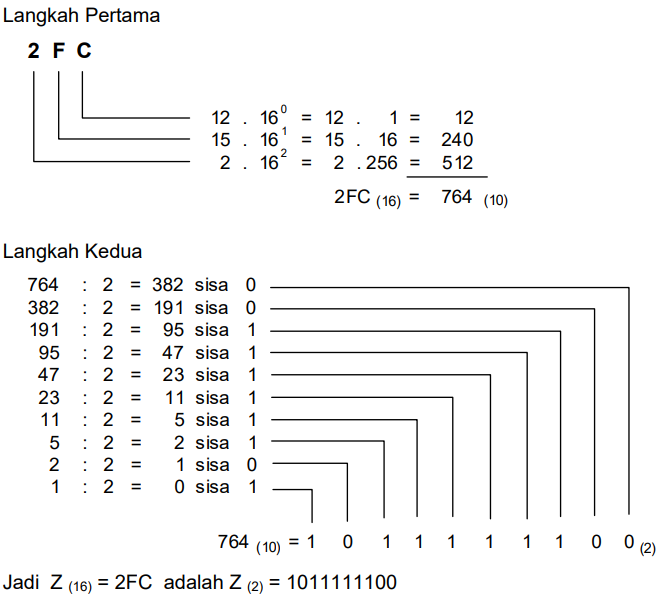 Langkah Pertama
2 F C
12 . 16⁰ = 12 . 1 = 12
15 . 16¹ = 15 . 16 = 240
2 . 16² = 2 . 256 = 512
2FC (16) = 764 (10)
Langkah Kedua
764 : 2 = 382 sisa 0
382 : 2 = 191 sisa 0
191 : 2 = 95 sisa 1
95 : 2 = 47 sisa 1
47 : 2 = 23 sisa 1
23 : 2 = 11 sisa 1
11 : 2 = 5 sisa 1
5 : 2 = 2 sisa 1
2 : 2 = 1 sisa 0
1 : 2 = 0 sisa 1
764 (10) = 1 0 1 1 1 1 1 1 0 0 (2)
Jadi Z (16) = 2FC adalah Z (2) = 1011111100